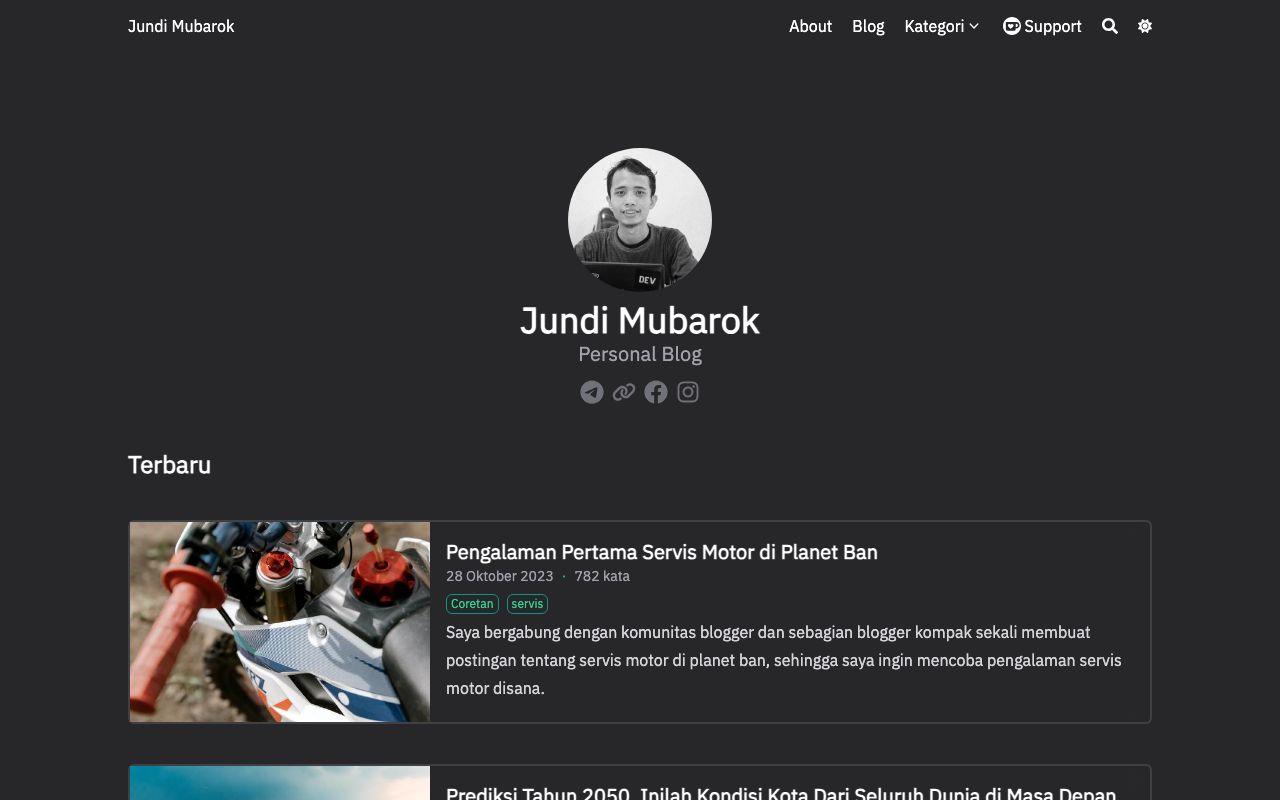 Jundi Mubarok
About Blog Kategori Support
DEV
Jundi Mubarok
Personal Blog
Terbaru
Pengalaman Pertama Servis Motor di Planet Ban
28 Oktober 2023 · 782 kata
Coretan servis
Saya bergabung dengan komunitas blogger dan sebagian blogger kompak sekali membuat
postingan tentang servis motor di planet ban, sehingga saya ingin mencoba pengalaman servis
motor disana.
Prediksi Tahun 2050, Inilah Kondisi Kota Dari Seluruh Dunia di Masa Depan